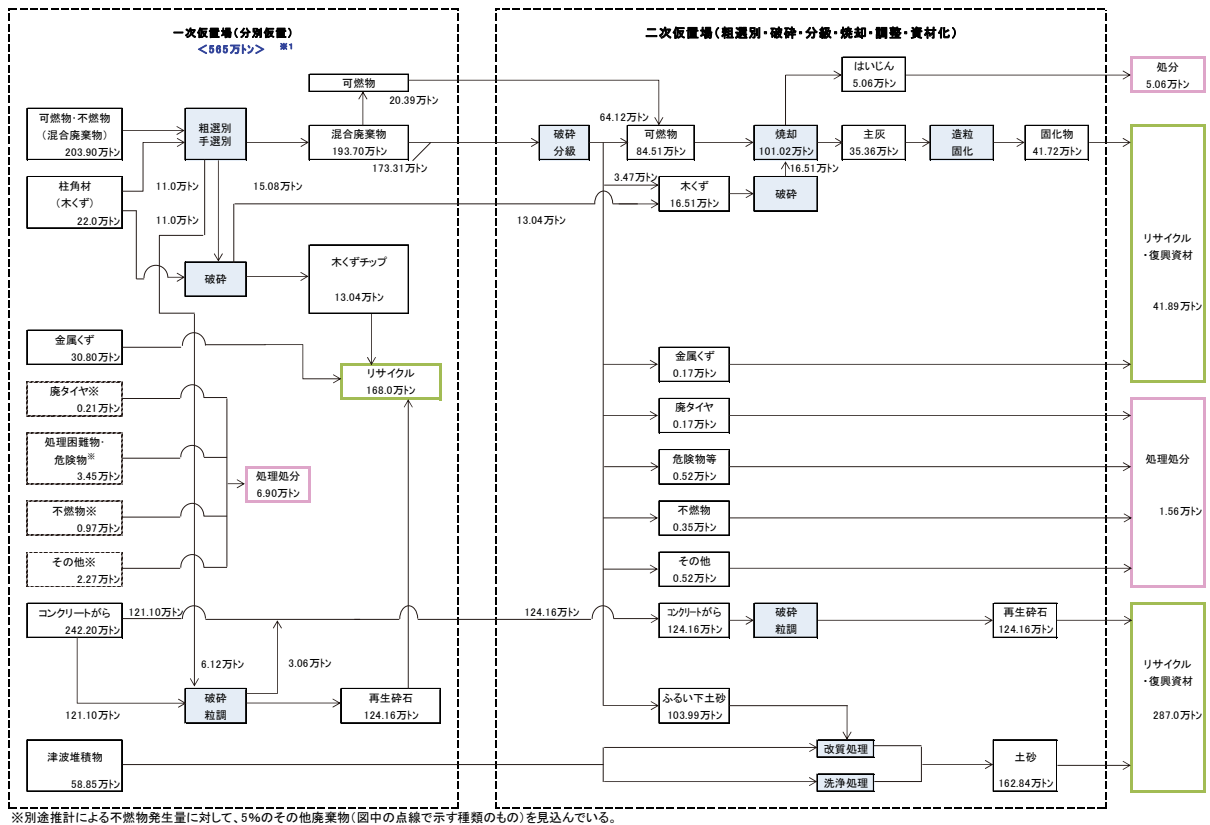 一次仮置場(分別仮置)
<565万トン> ※1
二次仮置場(粗選別・破砕・分級・焼却・調整・資材化)
可燃物
20.39万トン
可燃物・不燃物
(混合廃棄物)
203.90万トン
粗選別
手選別
混合廃棄物
193.70万トン
173.31万トン
柱角材
(木くず)
22.0万トン
11.0万トン
11.0万トン
15.08万トン
破砕
木くずチップ
13.04万トン
13.04万トン
金属くず
30.80万トン
リサイクル
168.0万トン
廃タイヤ※
0.21万トン
処理困難物・
危険物※
3.45万トン
処理処分
6.90万トン
不燃物※
0.97万トン
その他※
2.27万トン
コンクリートがら
242.20万トン
121.10万トン
124.16万トン
6.12万トン
3.06万トン
121.10万トン
破砕
粒調
再生砕石
124.16万トン
津波堆積物
58.85万トン
破砕
分級
64.12万トン
可燃物
84.51万トン
焼却
101.02万トン
はいじん
5.06万トン
処分
5.06万トン
主灰
35.36万トン
造粒
固化
固化物
41.72万トン
3.47万トン
木くず
16.51万トン
破砕
16.51万トン
リサイクル
・復興資材
41.89万トン
金属くず
0.17万トン
廃タイヤ
0.17万トン
危険物等
0.52万トン
不燃物
0.35万トン
その他
0.52万トン
処理処分
1.56万トン
コンクリートがら
124.16万トン
破砕
粒調
再生砕石
124.16万トン
ふるい下土砂
103.99万トン
改質処理
洗浄処理
土砂
162.84万トン
リサイクル
・復興資材
287.0万トン
※別途推計による不燃物発生量に対して、5%のその他廃棄物(図中の点線で示す種類のもの)を見込んでいる。